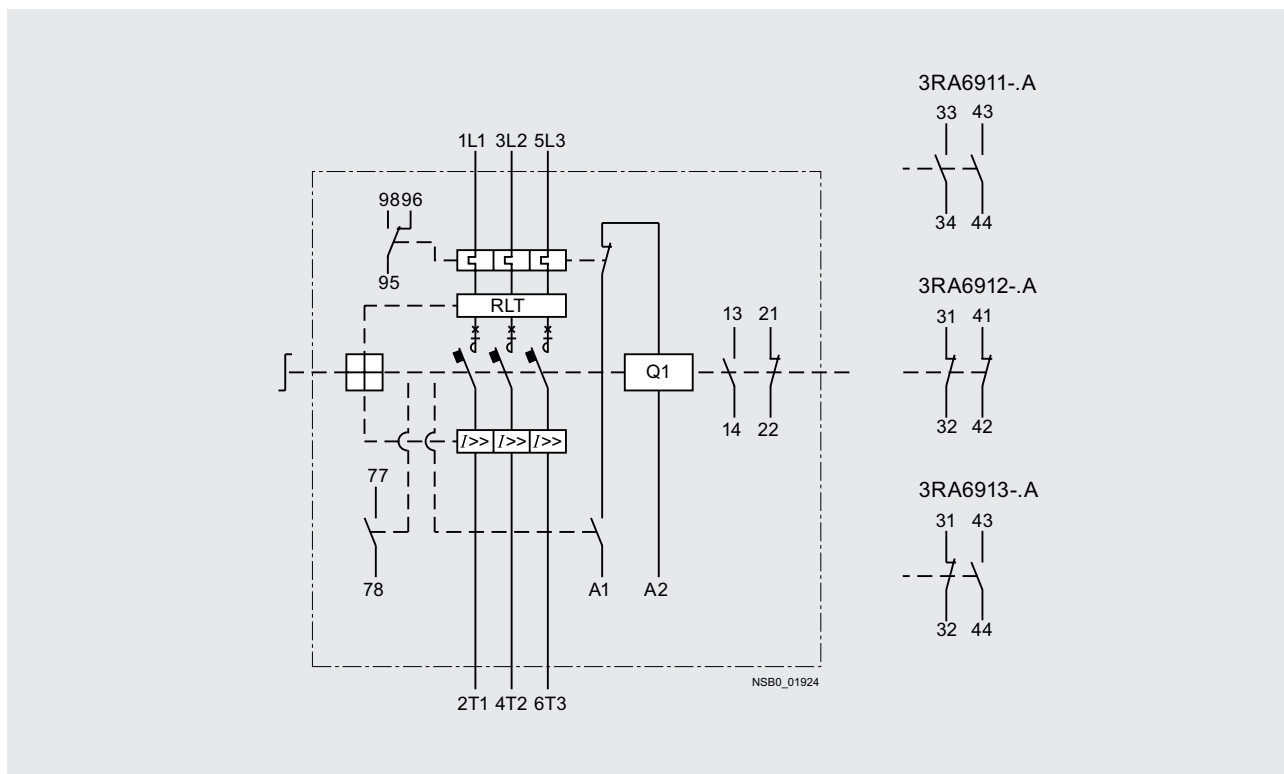 3RA6911-.A
33 43
34 44
1L1 3L2 5L3
98 96
95
RLT
13 21
Q1
14 22
I>> I>> I>>
77
78
A1 A2
2T1 4T2 6T3
NSB0_01924
3RA6912-.A
31 41
32 42
3RA6913-.A
31 43
32 44